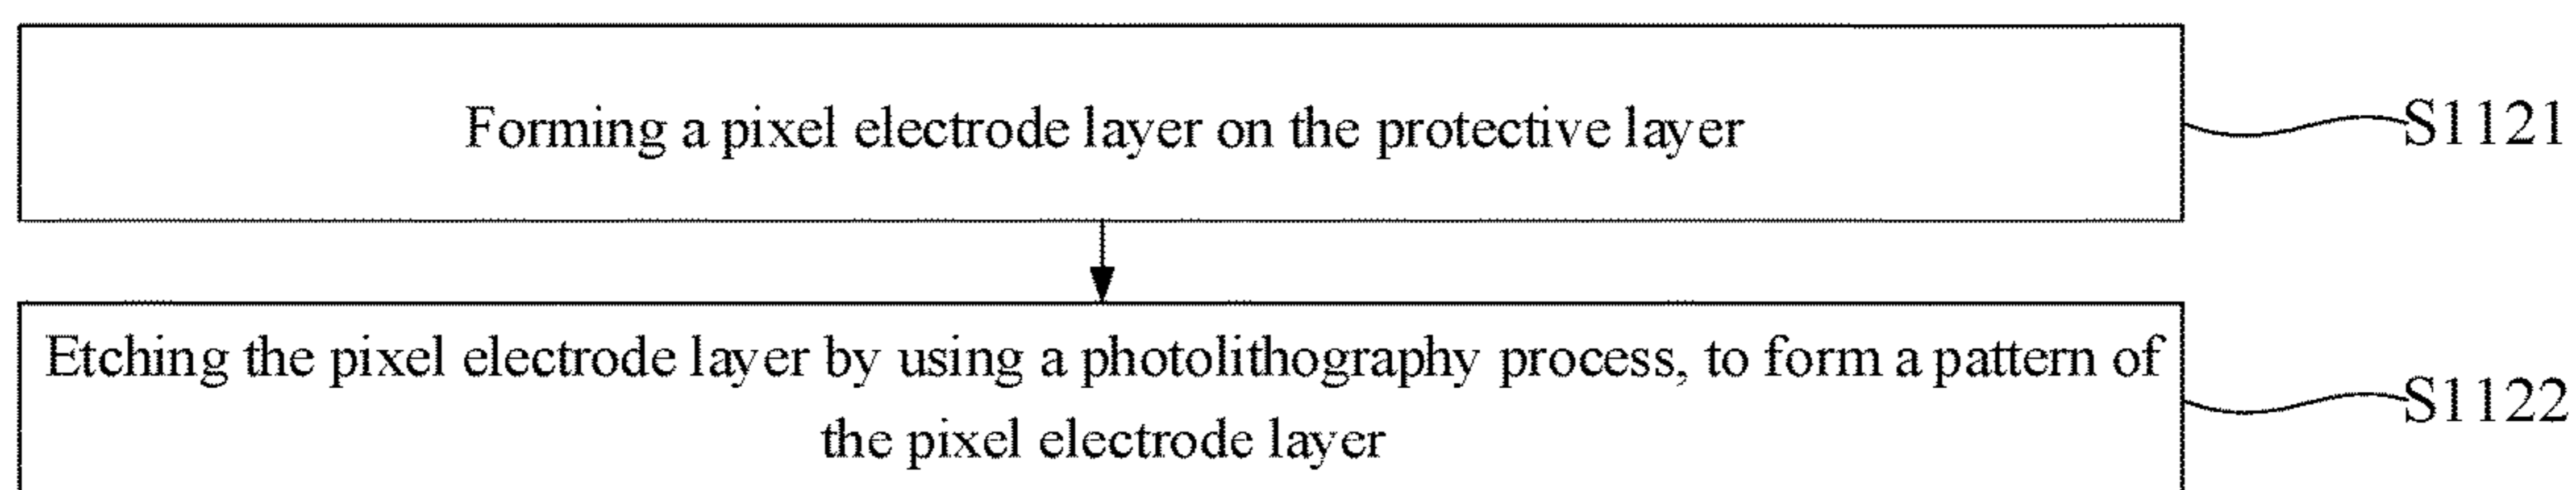 Forming a pixel electrode layer on the protective layer
S1121
Etching the pixel electrode layer by using a photolithography process, to form a pattern of
the pixel electrode layer
S1122